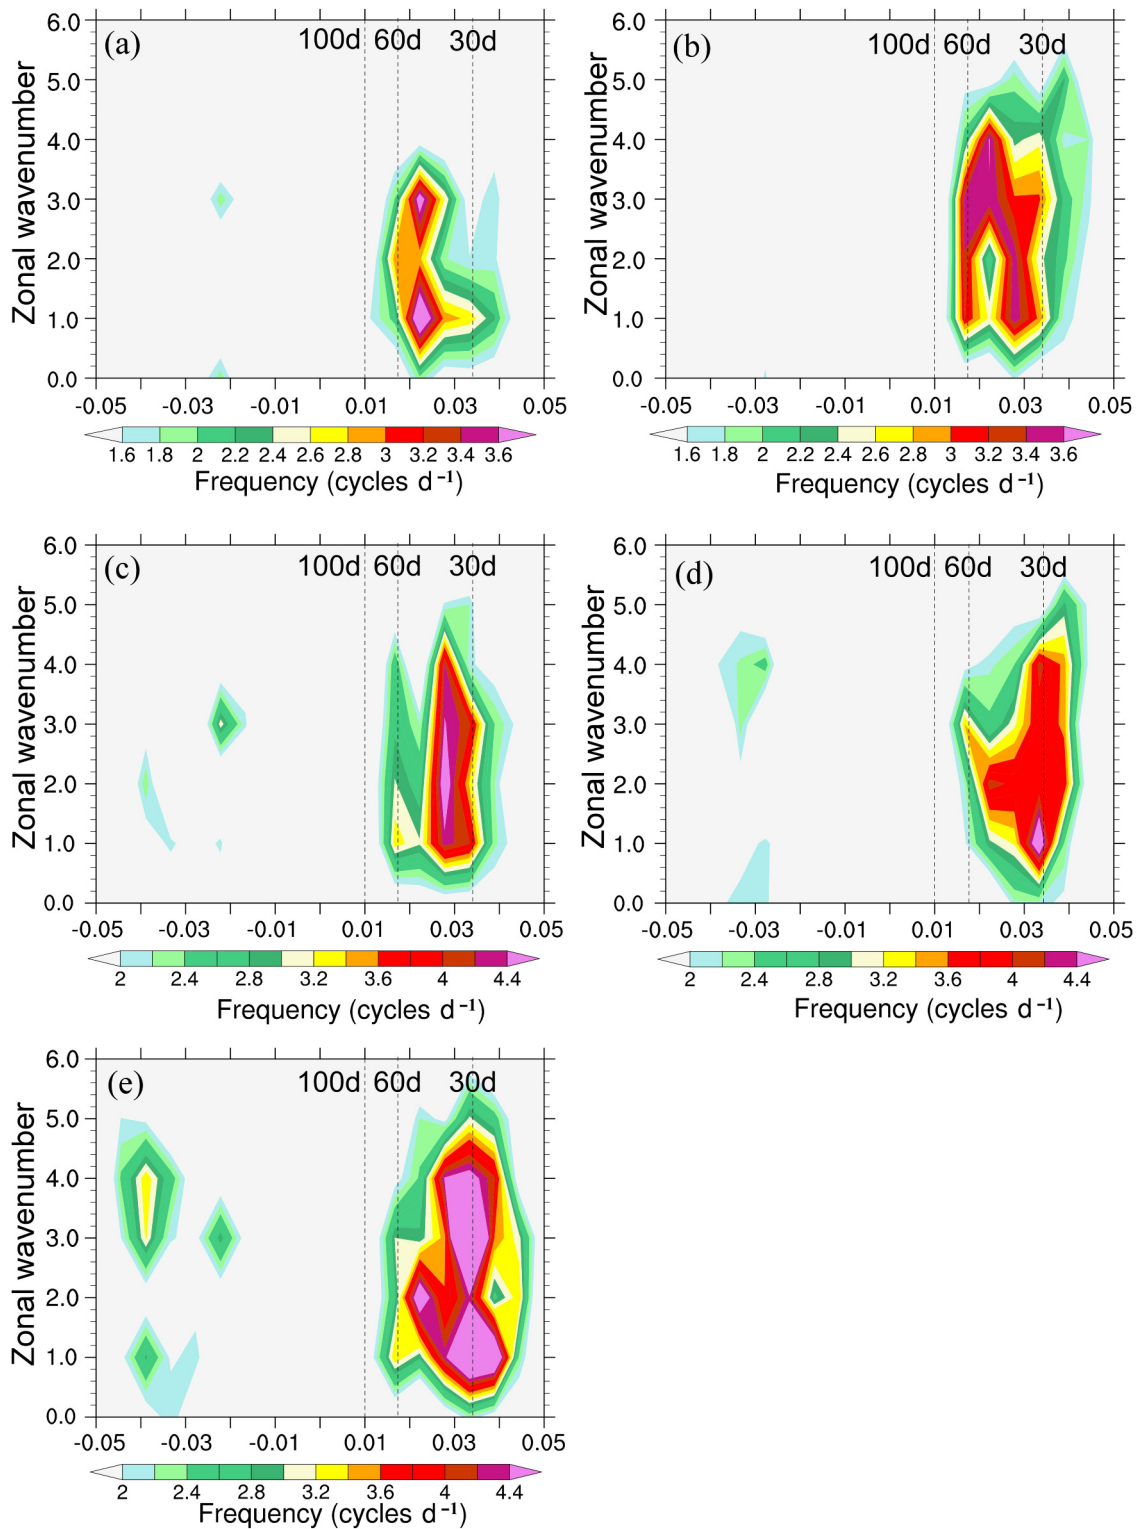 (a) 100d 60d 30d
6.0
5.0
4.0
3.0
2.0
1.0
0.0
Zonal wavenumber
-0.05 -0.03 -0.01 0.01 0.03 0.05
1.6 1.8 2 2.2 2.4 2.6 2.8 3 3.2 3.4 3.6
Frequency (cycles d⁻¹)
(b) 100d 60d 30d
6.0
5.0
4.0
3.0
2.0
1.0
0.0
Zonal wavenumber
-0.05 -0.03 -0.01 0.01 0.03 0.05
1.6 1.8 2 2.2 2.4 2.6 2.8 3 3.2 3.4 3.6
Frequency (cycles d⁻¹)
(c) 100d 60d 30d
6.0
5.0
4.0
3.0
2.0
1.0
0.0
Zonal wavenumber
-0.05 -0.03 -0.01 0.01 0.03 0.05
2 2.4 2.8 3.2 3.6 4 4.4
Frequency (cycles d⁻¹)
(d) 100d 60d 30d
6.0
5.0
4.0
3.0
2.0
1.0
0.0
Zonal wavenumber
-0.05 -0.03 -0.01 0.01 0.03 0.05
2 2.4 2.8 3.2 3.6 4 4.4
Frequency (cycles d⁻¹)
(e) 100d 60d 30d
6.0
5.0
4.0
3.0
2.0
1.0
0.0
Zonal wavenumber
-0.05 -0.03 -0.01 0.01 0.03 0.05
2 2.4 2.8 3.2 3.6 4 4.4
Frequency (cycles d⁻¹)